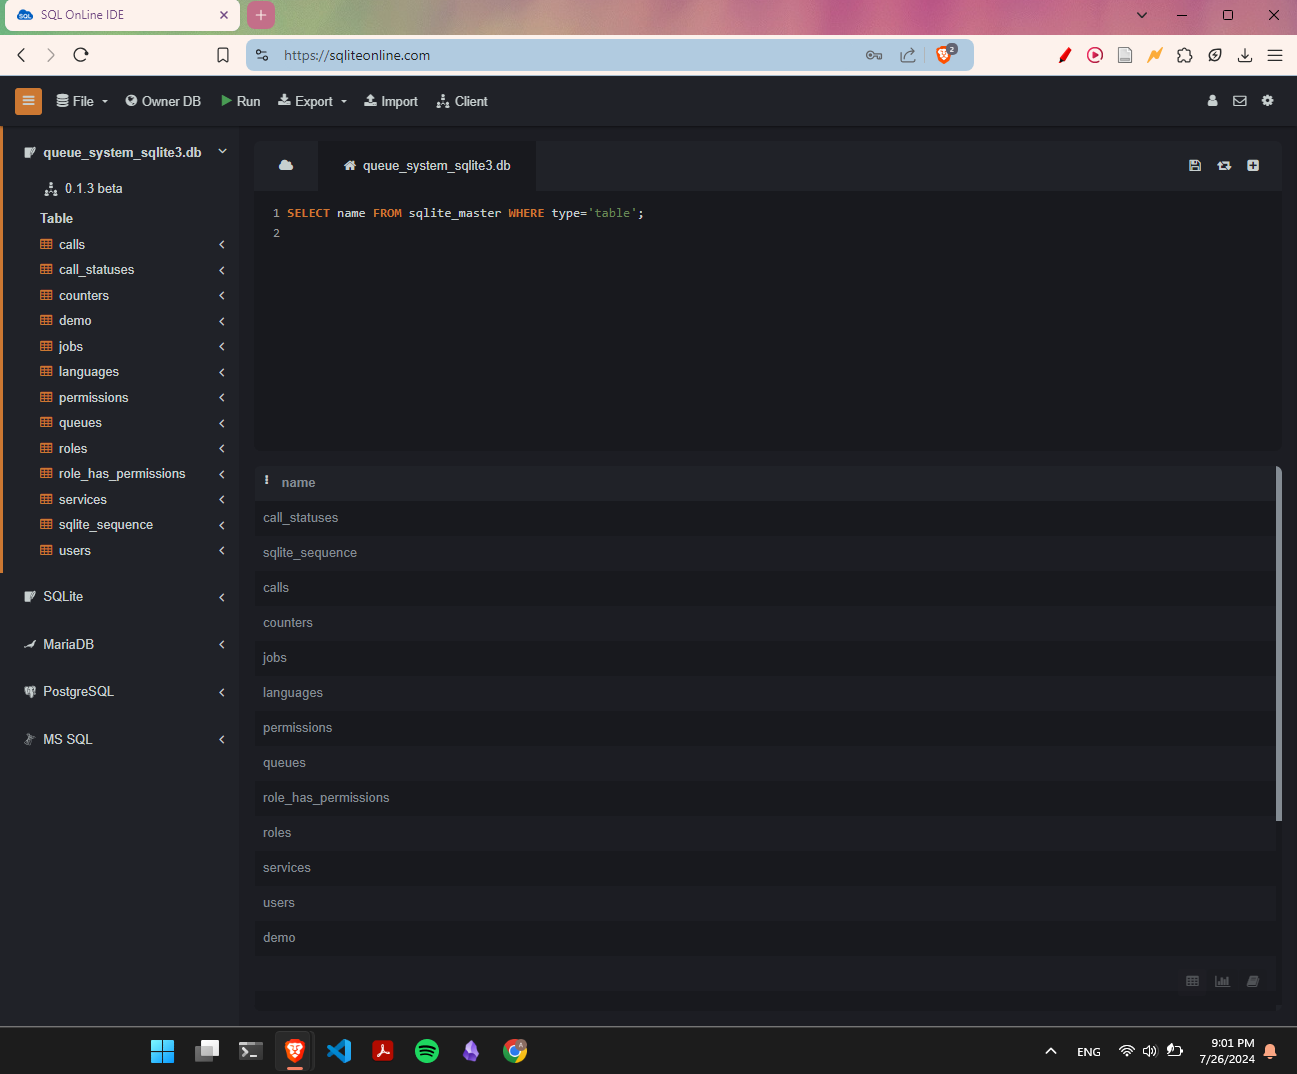 SQL OnLine IDE
https://sqliteonline.com
2
File
Owner DB
Run
Export
Import
Client
queue_system_sqlite3.db
0.1.3 beta
Table
calls
call_statuses
counters
demo
jobs
languages
permissions
queues
roles
role_has_permissions
services
sqlite_sequence
users
SQLite
MariaDB
PostgreSQL
MS SQL
queue_system_sqlite3.db
1 SELECT name FROM sqlite_master WHERE type='table';
2
name
call_statuses
sqlite_sequence
calls
counters
jobs
languages
permissions
queues
role_has_permissions
roles
services
users
demo
ENG
9:01 PM
7/26/2024